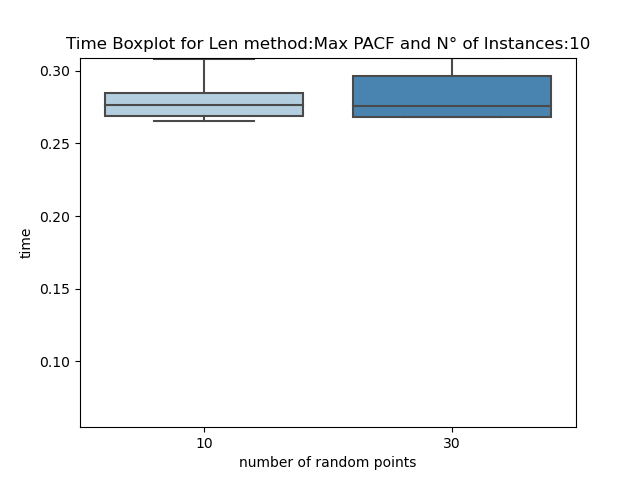 Time Boxplot for Len method:Max PACF and N° of Instances:10
0.30
0.25
0.20
0.15
0.10
time
10 30
number of random points